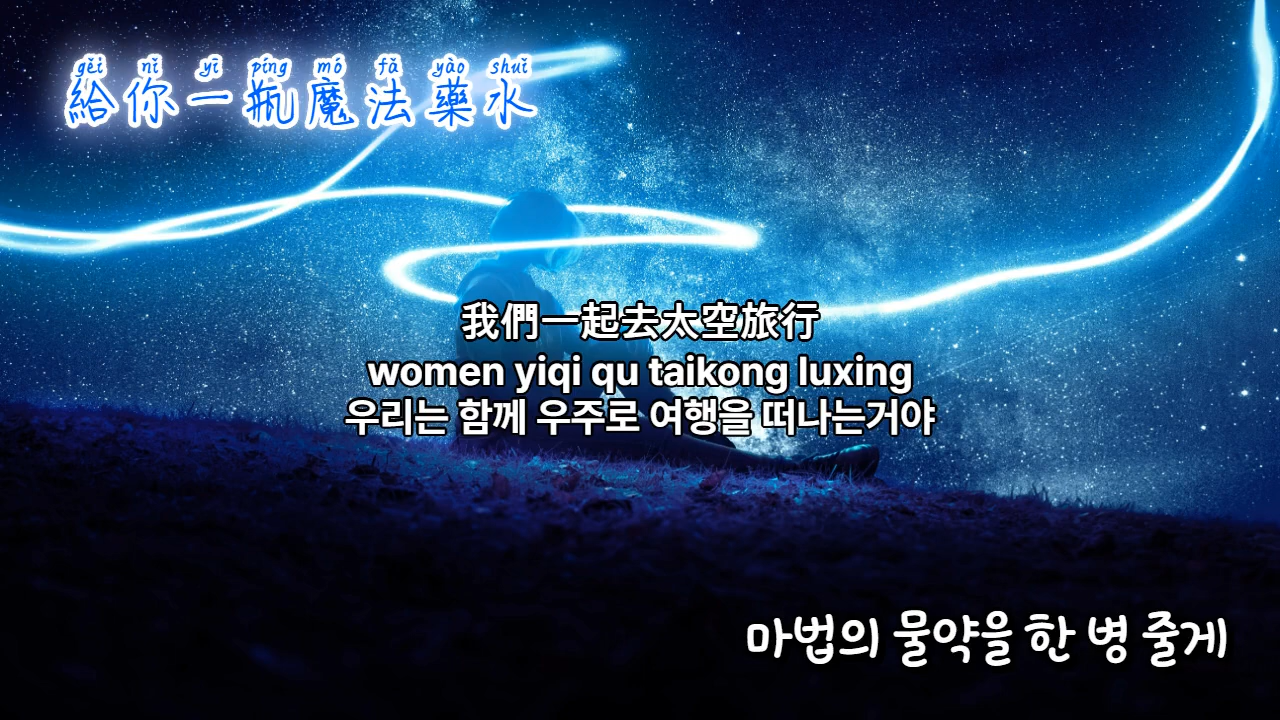 gěi nǐ yī píng mó fǎ yào shuǐ
給你一瓶魔法藥水
我們一起去太空旅行
women yiqi qu taikong luxing
우리는 함께 우주로 여행을 떠나는거야
마법의 물약을 한 병 줄게